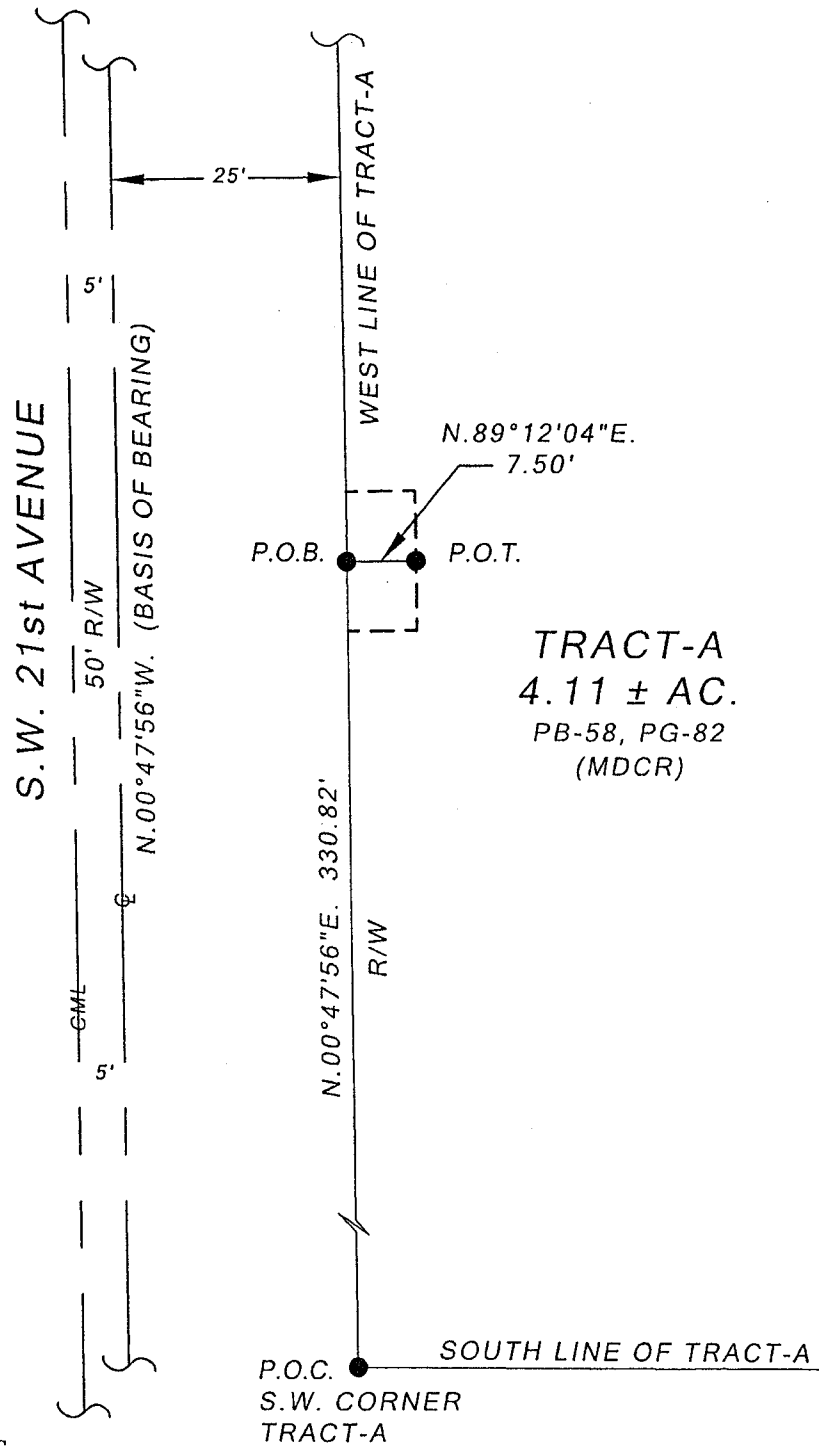 25'
WEST LINE OF TRACT-A
5'
S.W. 21st AVENUE
50' R/W
N.00°47'56"W. (BASIS OF BEARING)
N.89°12'04"E.
7.50'
P.O.B.
P.O.T.
TRACT-A
4.11 ± AC.
PB-58, PG-82
(MDCR)
N.00°47'56"E. 330.82'
R/W
℄
GML
5'
SOUTH LINE OF TRACT-A
P.O.C.
S.W. CORNER
TRACT-A